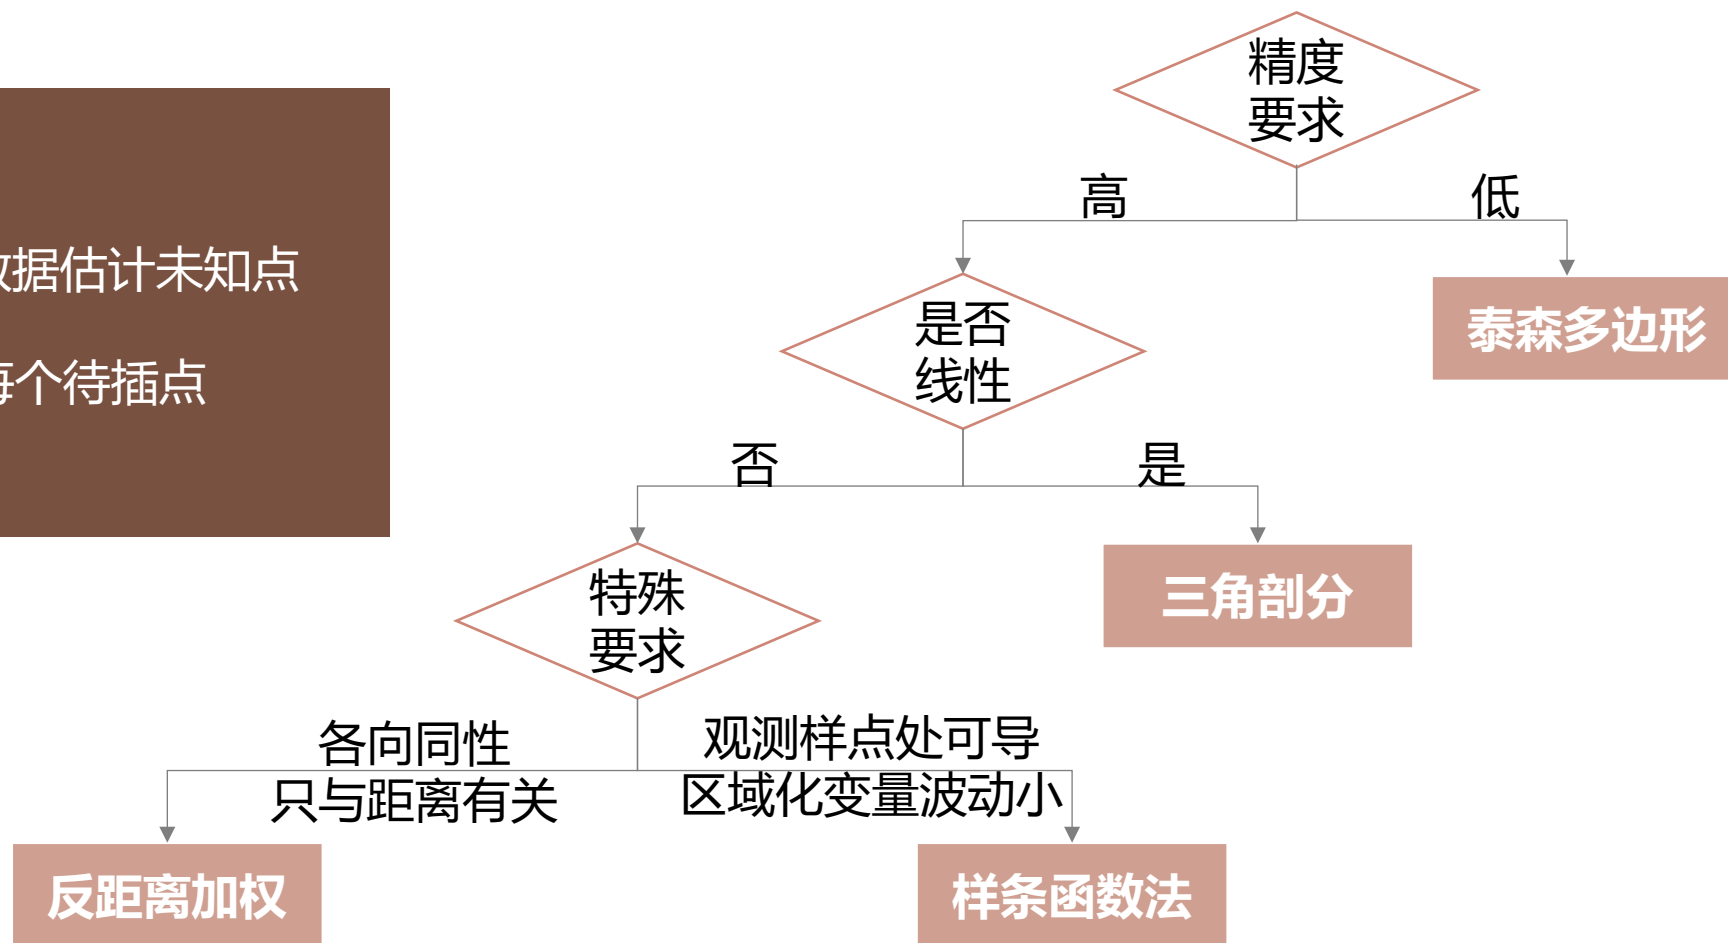 精度
要求
高
低
据估计未知点
泰森多边形
是否
线性
个待插点
否
是
特殊
要求
三角剖分
各向同性
只与距离有关
观测样点处可导
区域化变量波动小
反距离加权
样条函数法